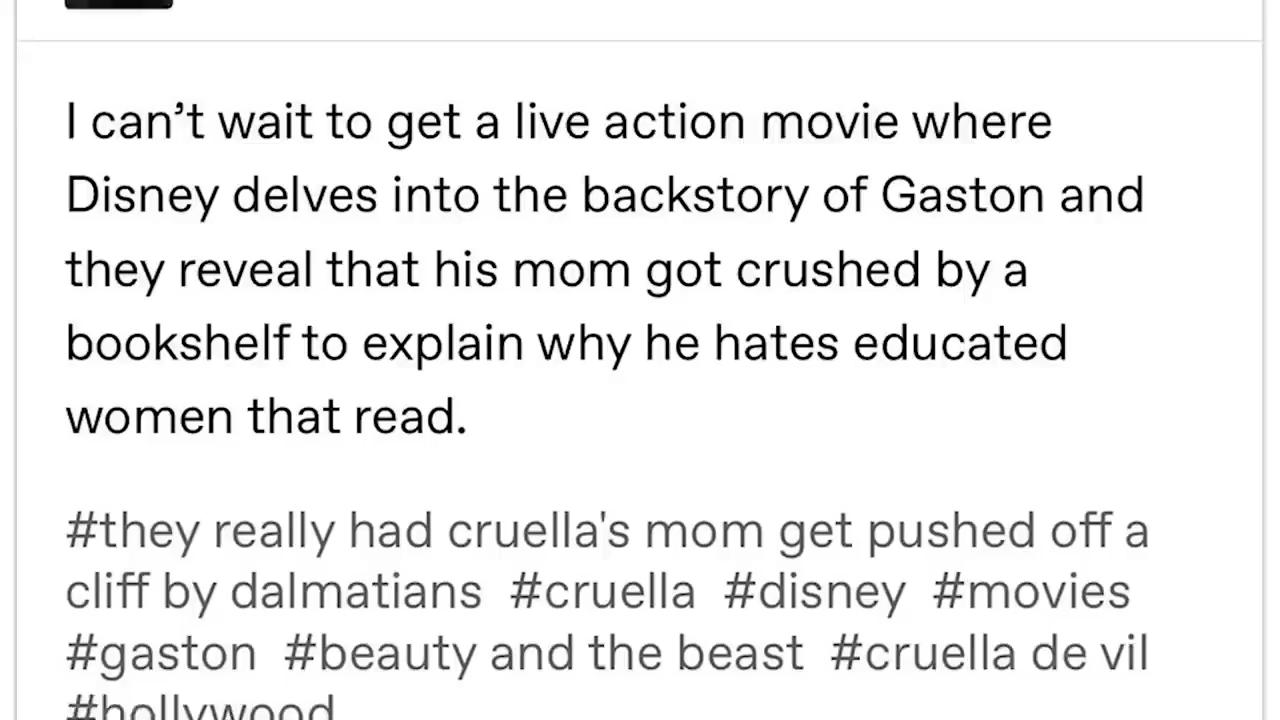 I can’t wait to get a live action movie where
Disney delves into the backstory of Gaston and
they reveal that his mom got crushed by a
bookshelf to explain why he hates educated
women that read.
#they really had cruella's mom get pushed off a
cliff by dalmatians #cruella #disney #movies
#gaston #beauty and the beast #cruella de vil
#hollywood